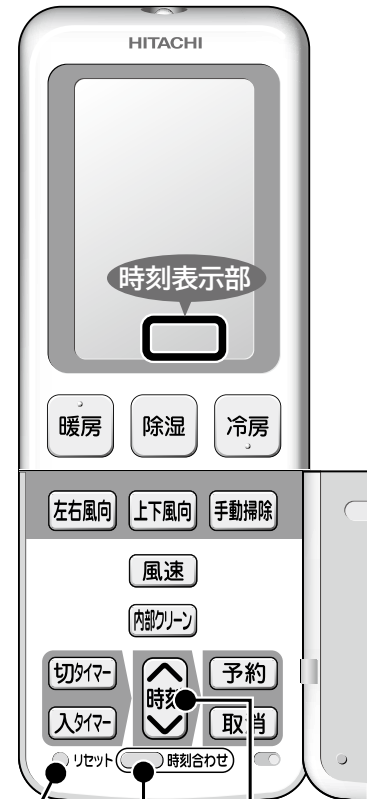 HITACHI
時刻表示部
暖房 除湿 冷房
左右風向 上下風向 手動掃除
風速
内部クリーン
切タイマー 時刻 予約
入タイマー 取消
リセット 時刻合わせ